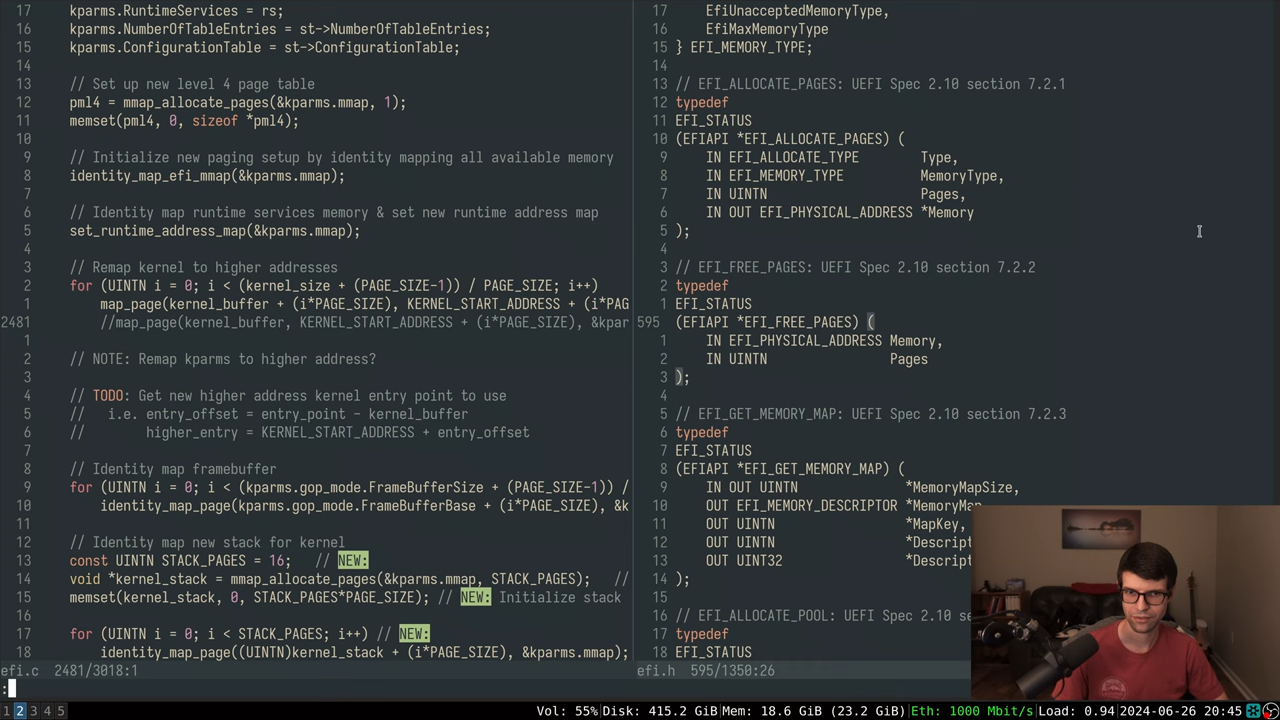 17 kparms.RuntimeServices = rs;
16 kparms.NumberOfTableEntries = st->NumberOfTableEntries;
15 kparms.ConfigurationTable = st->ConfigurationTable;
14
13 // Set up new level 4 page table
12 pml4 = mmap_allocate_pages(&kparms.mmap, 1);
11 memset(pml4, 0, sizeof *pml4);
10
9 // Initialize new paging setup by identity mapping all available memory
8 identity_map_efi_mmap(&kparms.mmap);
7
6 // Identity map runtime services memory & set new runtime address map
5 set_runtime_address_map(&kparms.mmap);
4
3 // Remap kernel to higher addresses
2 for (UINTN i = 0; i < (kernel_size + (PAGE_SIZE-1)) / PAGE_SIZE; i++)
1 map_page(kernel_buffer + (i*PAGE_SIZE), KERNEL_START_ADDRESS + (i*PAG
2481 //map_page(kernel_buffer, KERNEL_START_ADDRESS + (i*PAGE_SIZE), &kpar
1
2 // NOTE: Remap kparms to higher address?
3
4 // TODO: Get new higher address kernel entry point to use
5 // i.e. entry_offset = entry_point - kernel_buffer
6 // higher_entry = KERNEL_START_ADDRESS + entry_offset
7
8 // Identity map framebuffer
9 for (UINTN i = 0; i < (kparms.gop_mode.FrameBufferSize + (PAGE_SIZE-1)) /
10 identity_map_page(kparms.gop_mode.FrameBufferBase + (i*PAGE_SIZE), &k
11
12 // Identity map new stack for kernel
13 const UINTN STACK_PAGES = 16; // NEW:
14 void *kernel_stack = mmap_allocate_pages(&kparms.mmap, STACK_PAGES); //
15 memset(kernel_stack, 0, STACK_PAGES*PAGE_SIZE); // NEW: Initialize stack
16
17 for (UINTN i = 0; i < STACK_PAGES; i++) // NEW:
18 identity_map_page((UINTN)kernel_stack + (i*PAGE_SIZE), &kparms.mmap);
efi.c 2481/3018:1
:
17 EfiUnacceptedMemoryType,
16 EfiMaxMemoryType
15 } EFI_MEMORY_TYPE;
14
13 // EFI_ALLOCATE_PAGES: UEFI Spec 2.10 section 7.2.1
12 typedef
11 EFI_STATUS
10 (EFIAPI *EFI_ALLOCATE_PAGES) (
9 IN EFI_ALLOCATE_TYPE Type,
8 IN EFI_MEMORY_TYPE MemoryType,
7 IN UINTN Pages,
6 IN OUT EFI_PHYSICAL_ADDRESS *Memory
5 );
4
3 // EFI_FREE_PAGES: UEFI Spec 2.10 section 7.2.2
2 typedef
1 EFI_STATUS
595 (EFIAPI *EFI_FREE_PAGES) (
1 IN EFI_PHYSICAL_ADDRESS Memory,
2 IN UINTN Pages
3 );
4
5 // EFI_GET_MEMORY_MAP: UEFI Spec 2.10 section 7.2.3
6 typedef
7 EFI_STATUS
8 (EFIAPI *EFI_GET_MEMORY_MAP) (
9 IN OUT UINTN *MemoryMapSize,
10 OUT EFI_MEMORY_DESCRIPTOR *MemoryMap
11 OUT UINTN *MapKey,
12 OUT UINTN *Descript
13 OUT UINT32 *Descript
14 );
15
16 // EFI_ALLOCATE_POOL: UEFI Spec 2.10 s
17 typedef
18 EFI_STATUS
efi.h 595/1350:26
1 2 3 4 5 Vol: 55% Disk: 415.2 GiB Mem: 18.6 GiB (23.2 GiB) Eth: 1000 Mbit/s Load: 0.94 2024-06-26 20:45